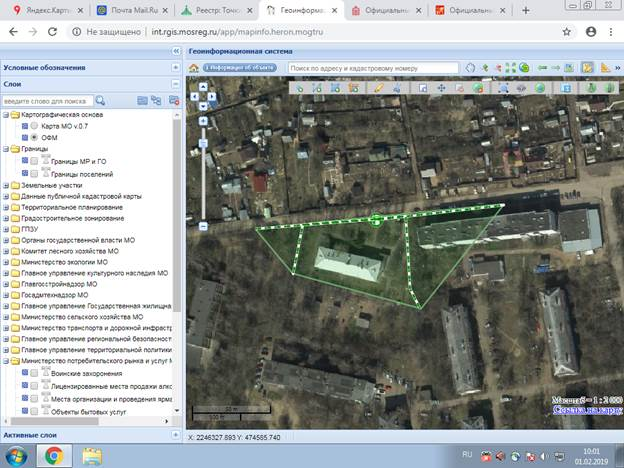 Яндекс.Карты
Почта Mail.Ru
Реестр: Точки
Геоинформ
Официальны
Официальны
Не защищено | int.rgis.mosreg.ru/app/mapinfo.heron.mogtru
Условные обозначения
Слои
введите слово для поиска
Картографическая основа
Карта МО v.0.7
ОФМ
Границы
Границы МР и ГО
Границы поселений
Земельные участки
Данные публичной кадастровой карты
Территориальное планирование
Градостроительное зонирование
ГПЗУ
Органы государственной власти МО
Комитет лесного хозяйства МО
Министерство экологии МО
Главное управление культурного наследия МО
Главгосстройнадзор МО
Госадмтехнадзор МО
Главное управление Государственная жилищна
Министерство сельского хозяйства МО
Министерство транспорта и дорожной инфраст
Главное управление региональной безопасност
Главное управление территориальной политики
Министерство потребительского рынка и услуг М
Воинские захоронения
Лицензированные места продажи алко
Места организации и проведения ярма
Объекты бытовых услуг
Активные слои
Геоинформационная система
Информация об объекте
Поиск по адресу и кадастровому номеру
50 m
100 ft
Масштаб = 1 : 2 000
Ссылка на карту
X: 2246327.893 Y: 474585.740
RU
10:01
01.02.2019